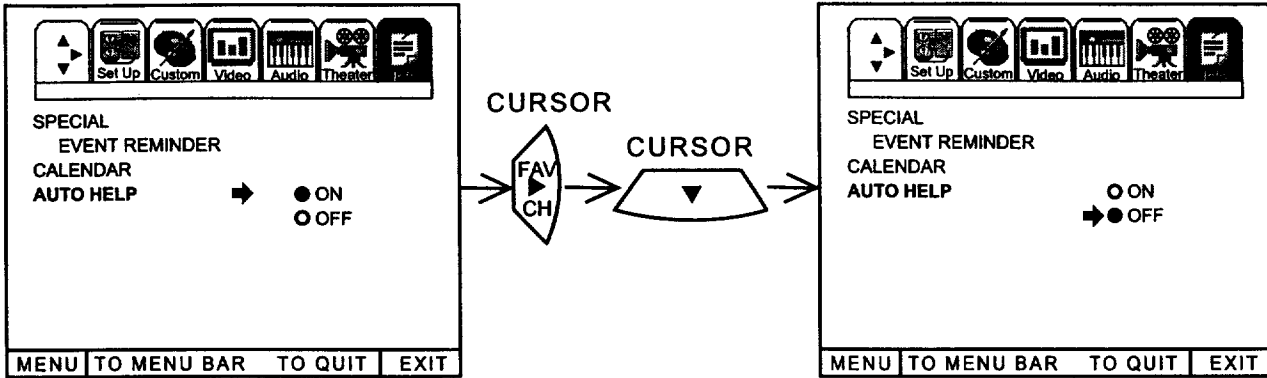 Set Up Custom Video Audio Theater
SPECIAL
EVENT REMINDER
CALENDAR
AUTO HELP ON
OFF
MENU TO MENU BAR TO QUIT EXIT
CURSOR
FAV
CH
CURSOR
Set Up Custom Video Audio Theater
SPECIAL
EVENT REMINDER
CALENDAR
AUTO HELP ON
OFF
MENU TO MENU BAR TO QUIT EXIT